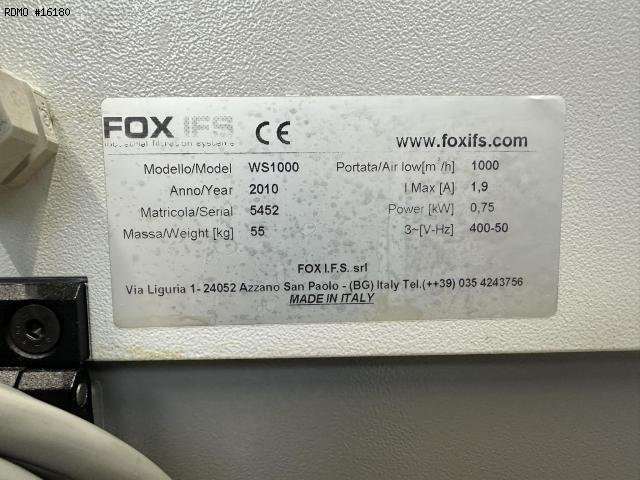 RDMO #16180
FOX IFS CE
industrial filtration systems www.foxifs.com
Modello/Model WS1000 Portata/Air low[m³/h] 1000
Anno/Year 2010 I Max [A] 1,9
Matricola/Serial 5452 Power [kW] 0,75
Massa/Weight [kg] 55 3~[V-Hz] 400-50
FOX I.F.S. srl
Via Liguria 1- 24052 Azzano San Paolo - (BG) Italy Tel.(++39) 035 4243756
MADE IN ITALY